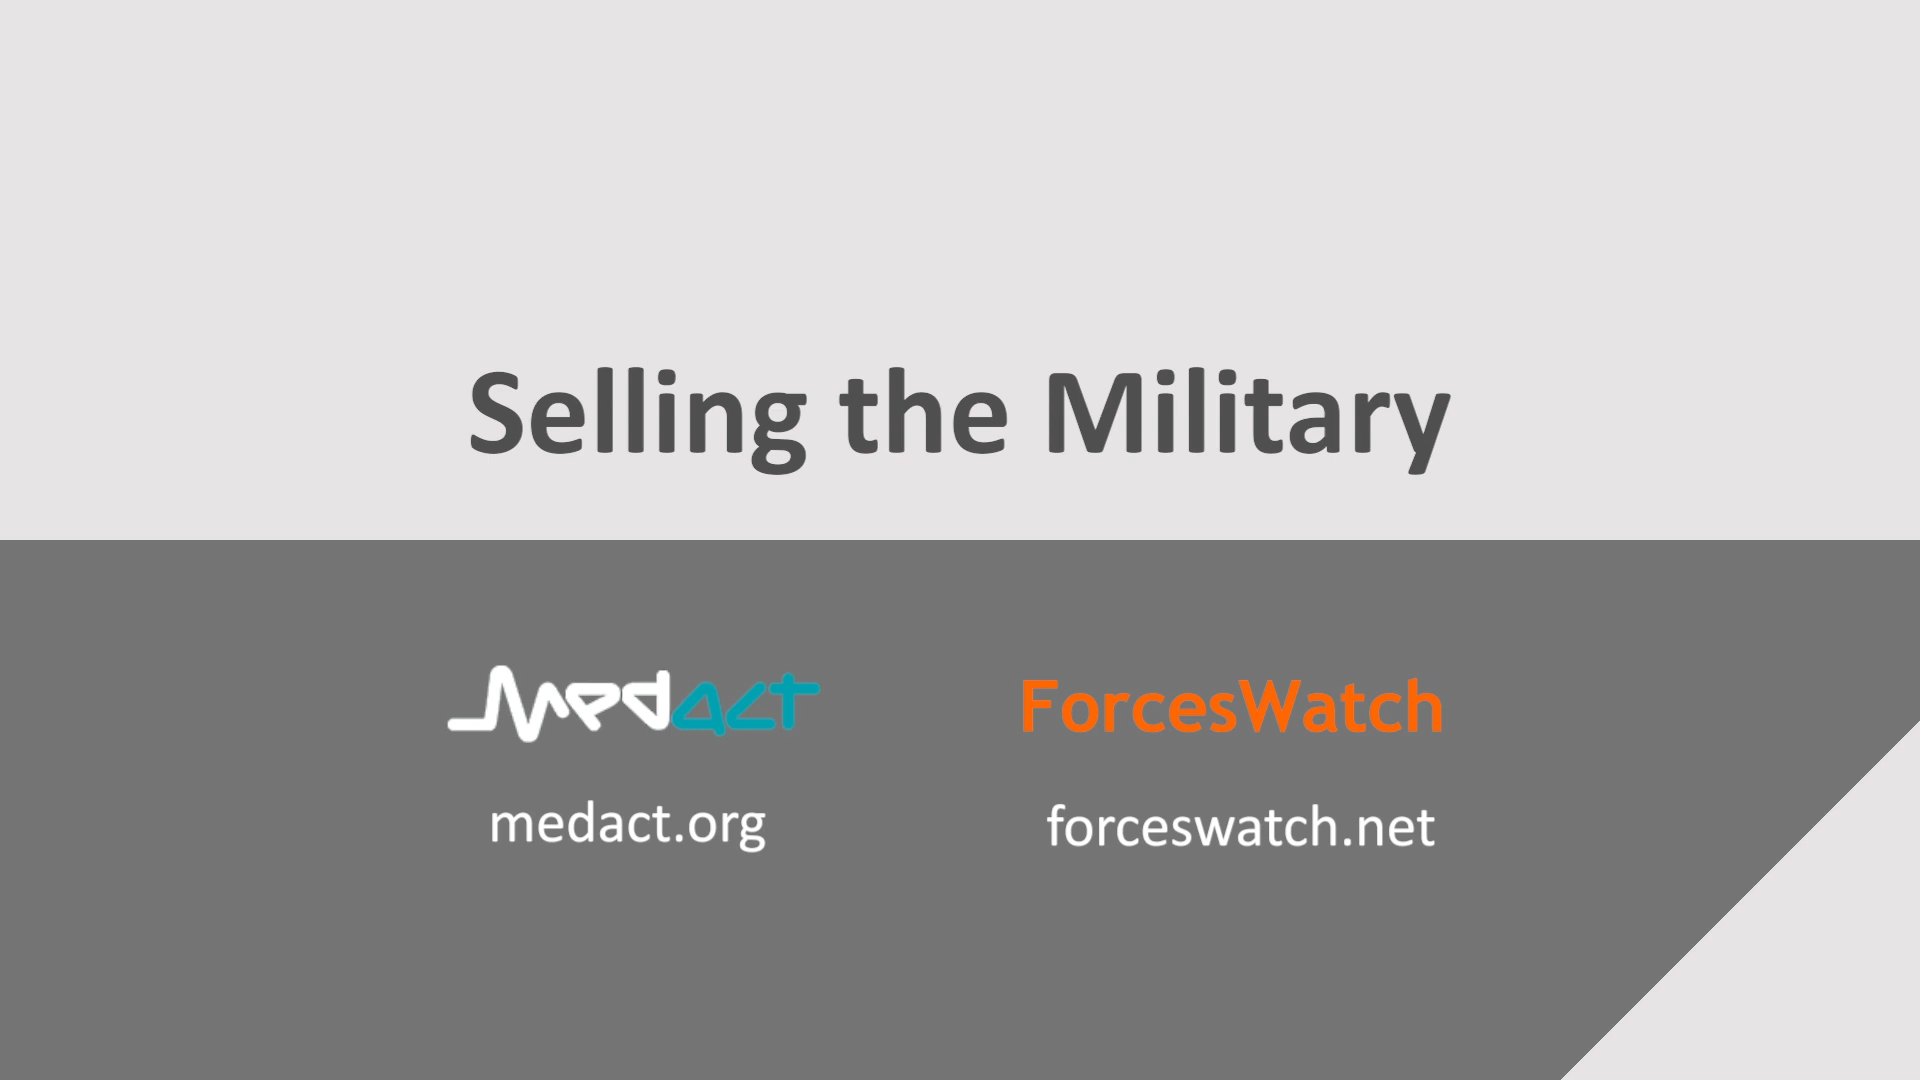 Selling the Military
Medact
ForcesWatch
medact.org
forceswatch.net